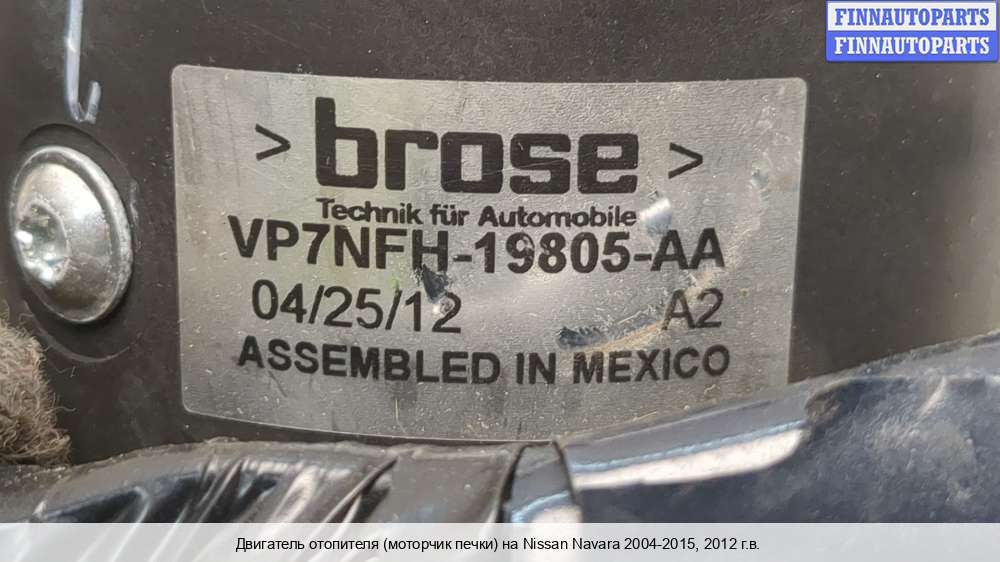 FINNAUTOPARTS
FINNAUTOPARTS
> brose >
Technik für Automobile
VP7NFH-19805-AA
04/25/12 A2
ASSEMBLED IN MEXICO
Двигатель отопителя (моторчик печки) на Nissan Navara 2004-2015, 2012 г.в.